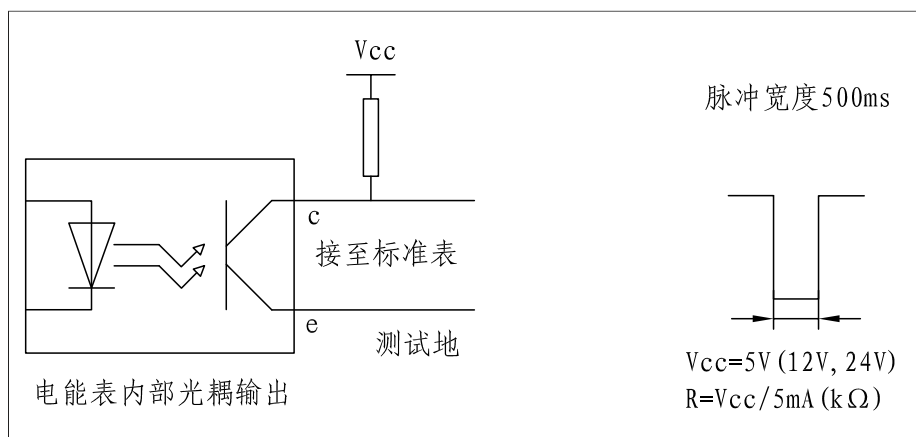 Vcc
脉冲宽度500ms
c
接至标准表
e
测试地
Vcc=5V(12V,24V)
电能表内部光耦输出
R=Vcc/5mA(kΩ)